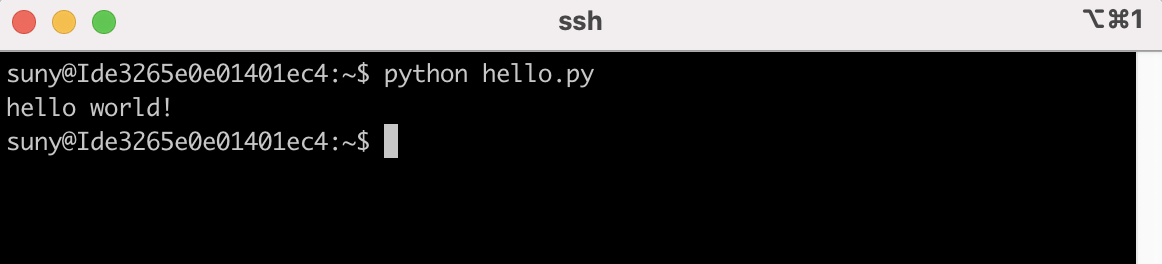 ssh
⌥⌘1
suny@Ide3265e0e01401ec4:~$ python hello.py
hello world!
suny@Ide3265e0e01401ec4:~$